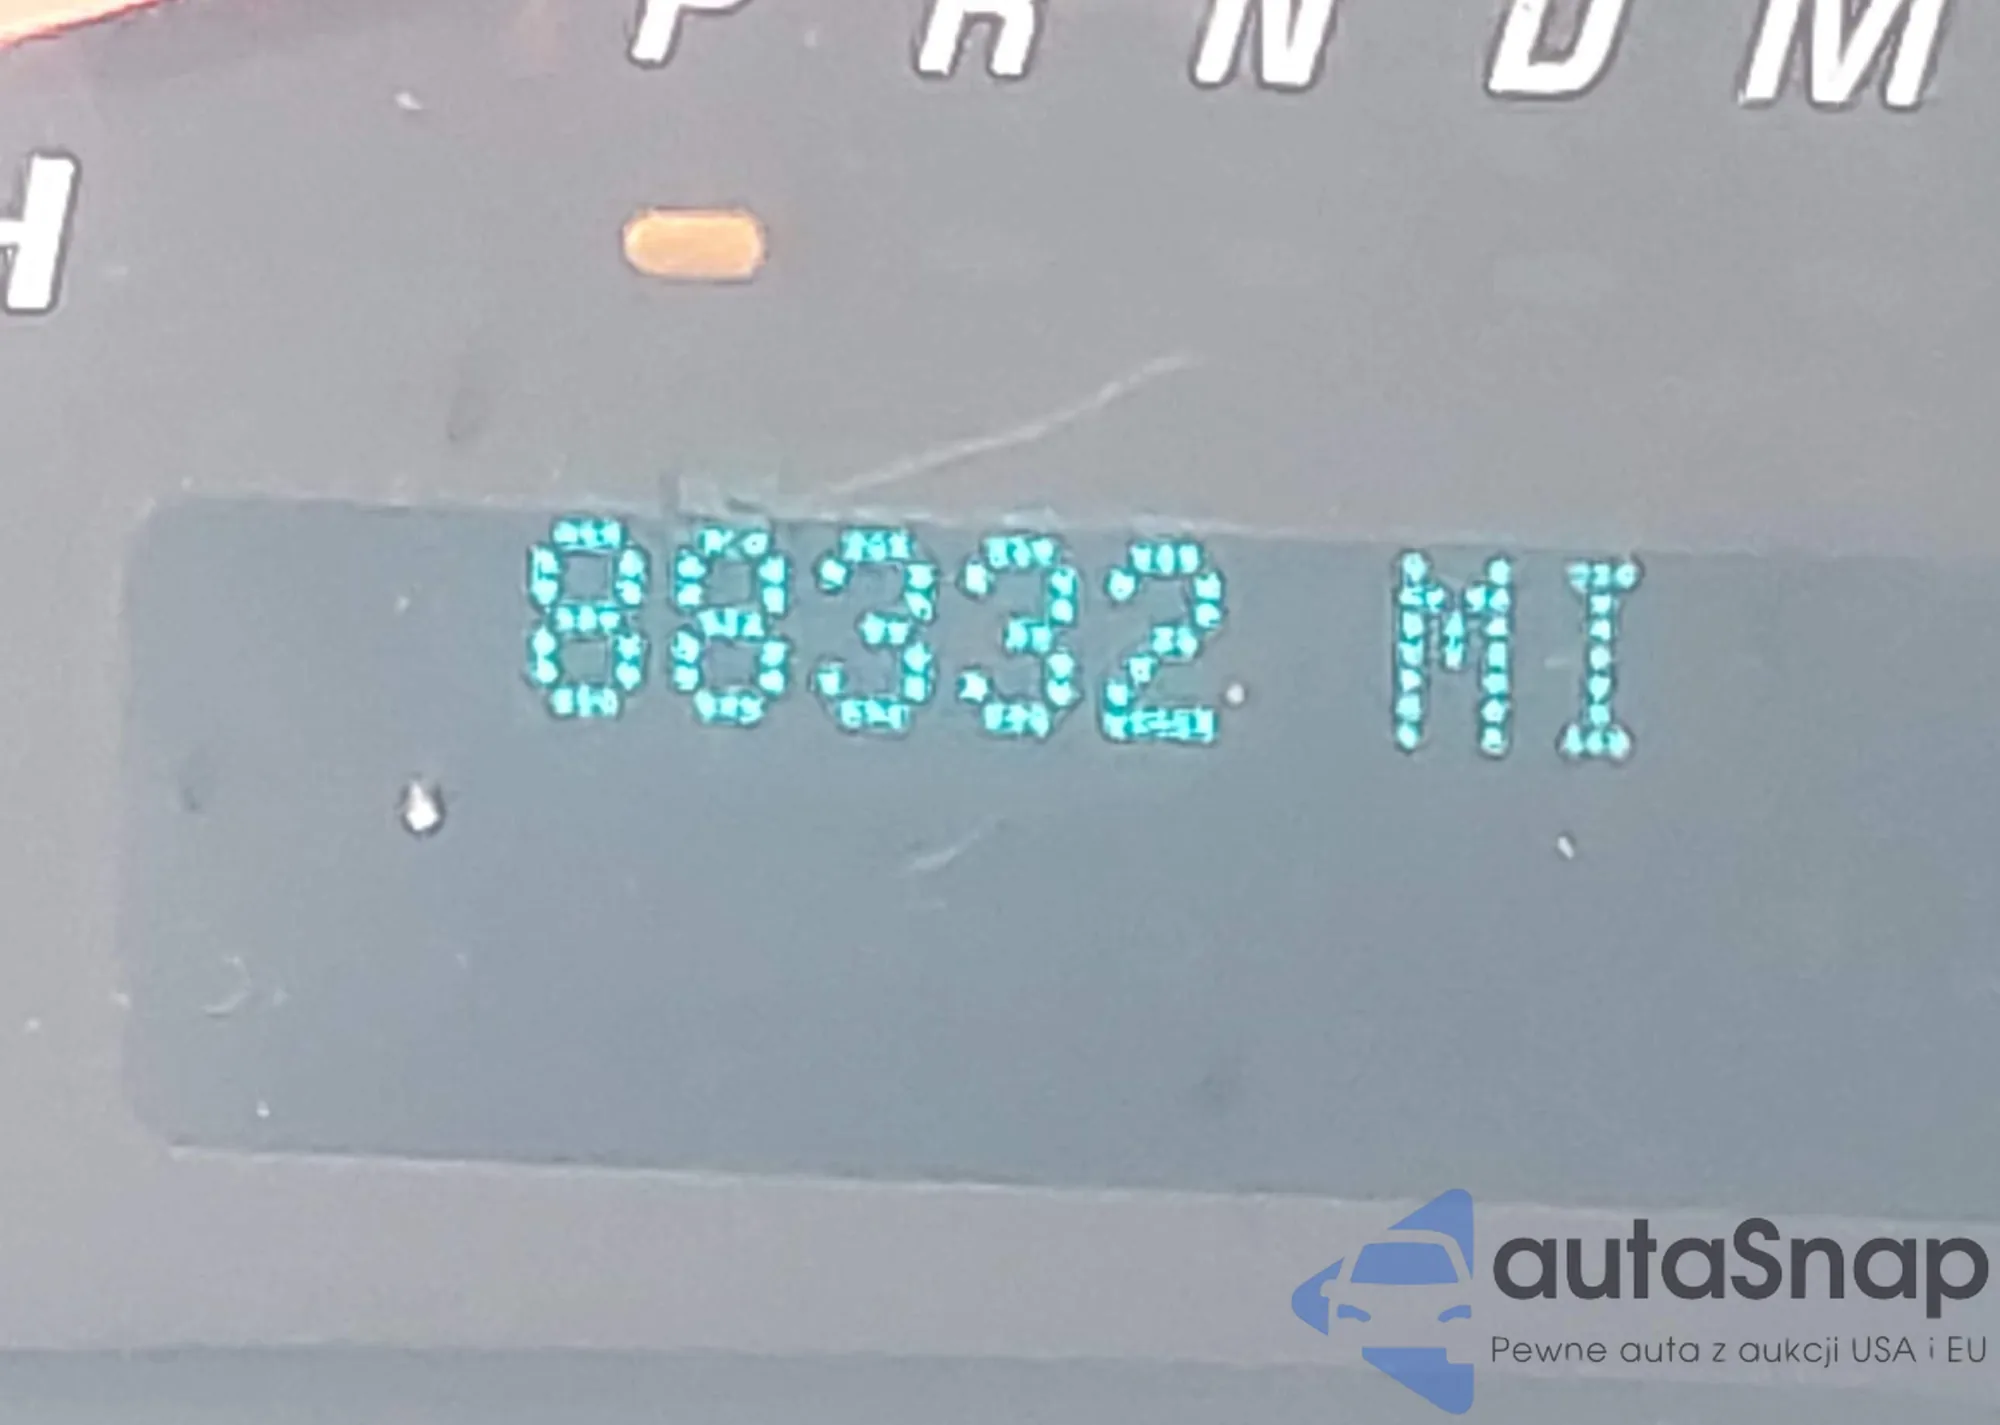 P R N D M
H
88332 MI
autaSnap
Pewne auta z aukcji USA i EU